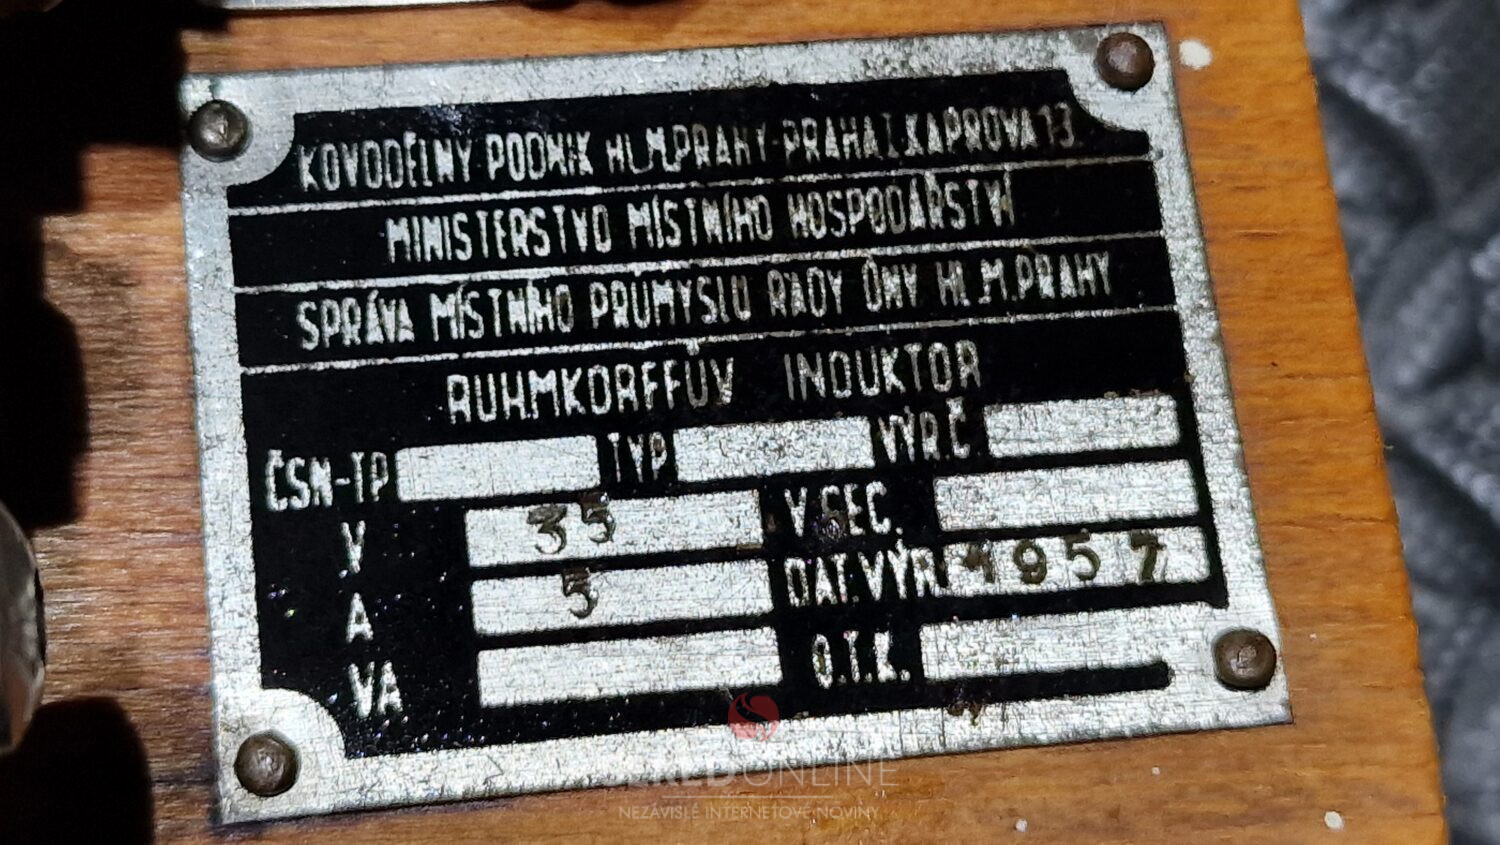 KOVODĚLNÝ PODNIK HL.M.PRAHY-PRAHA I.KAPROVA 13.
MINISTERSTVO MÍSTNÍHO HOSPODÁŘSTVÍ
SPRÁVA MÍSTNÍHO PRŮMYSLU RADY ÚNV HL.M.PRAHY
RUHMKORFFŮV INDUKTOR
ČSN-TP TYP VÝR.Č.
V 35 V.SEC.
A 5 DAT.VÝR. 1957
VA O.T.K.
REDONLINE
NEZÁVISLÉ INTERNETOVÉ NOVINY